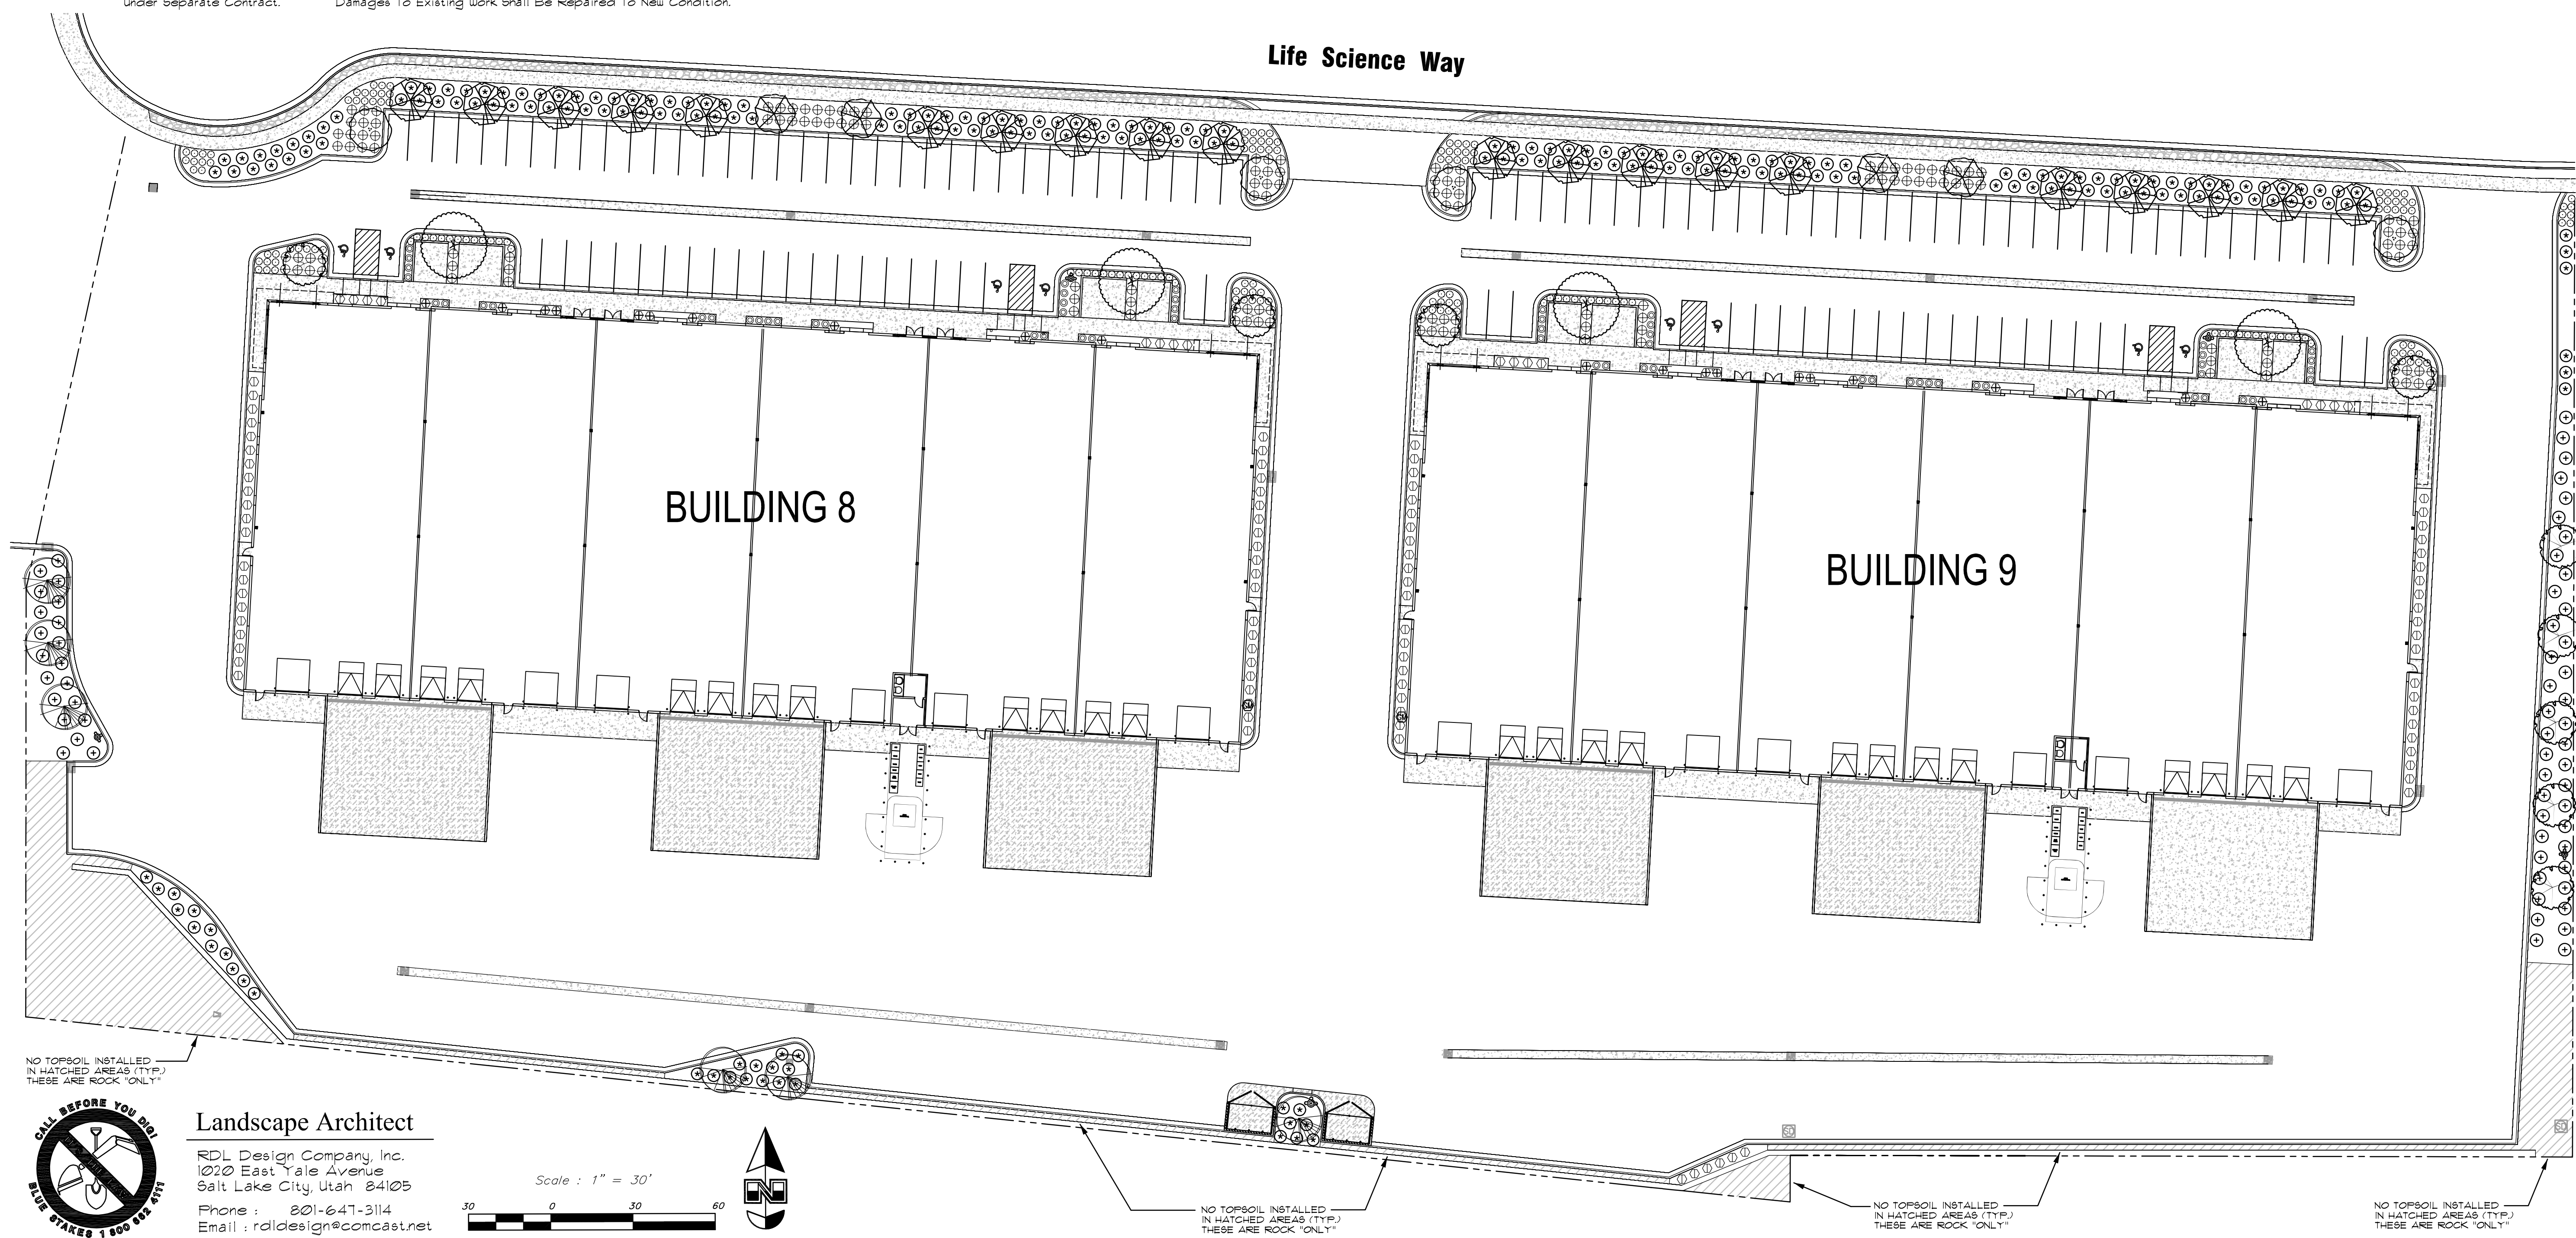 Under Separate Contract. Damages To Existing Work Shall Be Repaired To New Condition.
Life Science Way
BUILDING 8
BUILDING 9
NO TOPSOIL INSTALLED
IN HATCHED AREAS (TYP.)
THESE ARE ROCK "ONLY"
CALL BEFORE YOU DIG!
BLUE STAKES 1 800 662 4111
Landscape Architect
RDL Design Company, Inc.
1020 East Yale Avenue
Salt Lake City, Utah 84105
Phone : 801-647-3114
Email : rdldesign@comcast.net
Scale : 1" = 30'
30 0 30 60
N
NO TOPSOIL INSTALLED
IN HATCHED AREAS (TYP.)
THESE ARE ROCK "ONLY"
SD
NO TOPSOIL INSTALLED
IN HATCHED AREAS (TYP.)
THESE ARE ROCK "ONLY"
SD
NO TOPSOIL INSTALLED
IN HATCHED AREAS (TYP.)
THESE ARE ROCK "ONLY"